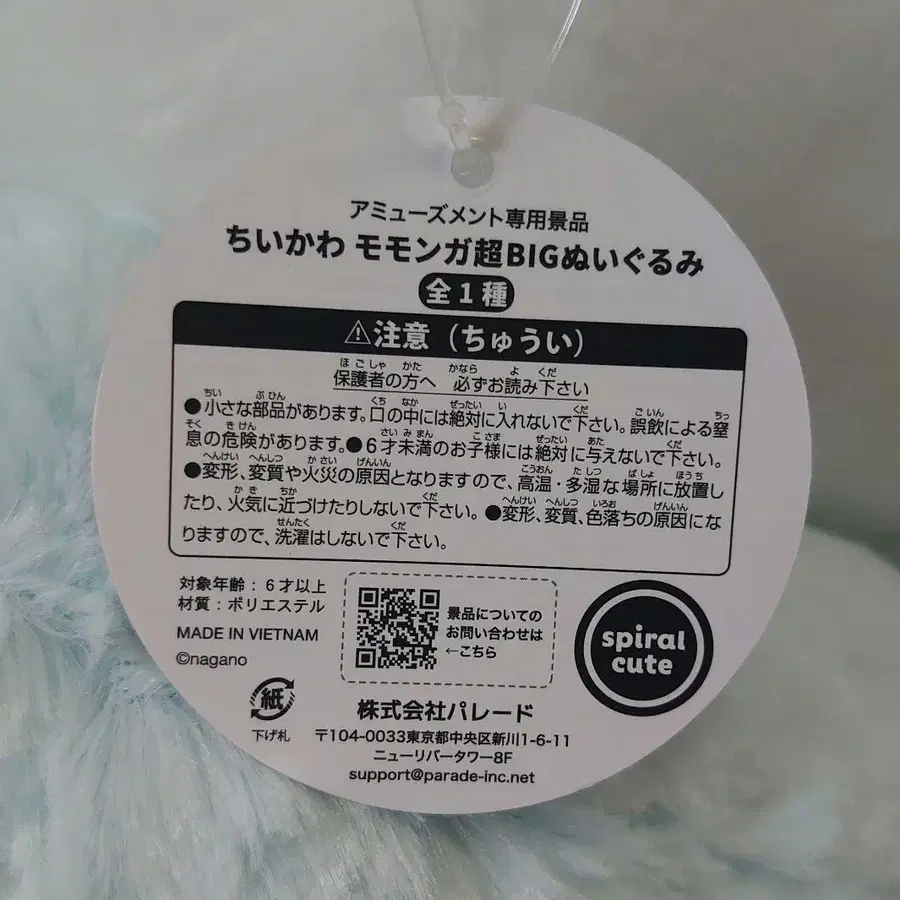 アミューズメント専用景品
ちいかわ モモンガ超BIGぬいぐるみ
全1種
⚠注意（ちゅうい）
保護者の方へ 必ずお読み下さい
●小さな部品があります。口の中には絶対に入れないで下さい。誤飲による窒
息の危険があります。●6才未満のお子様には絶対に与えないで下さい。
●変形、変質や火災の原因となりますので、高温・多湿な場所に放置し
たり、火気に近づけたりしないで下さい。●変形、変質、色落ちの原因にな
りますので、洗濯はしないで下さい。
対象年齢：6才以上
材質：ポリエステル
MADE IN VIETNAM
©nagano
景品についての
お問い合わせは
←こちら
spiral
cute
紙
下げ札
株式会社パレード
〒104-0033東京都中央区新川1-6-11
ニューリバータワー8F
support@parade-inc.net